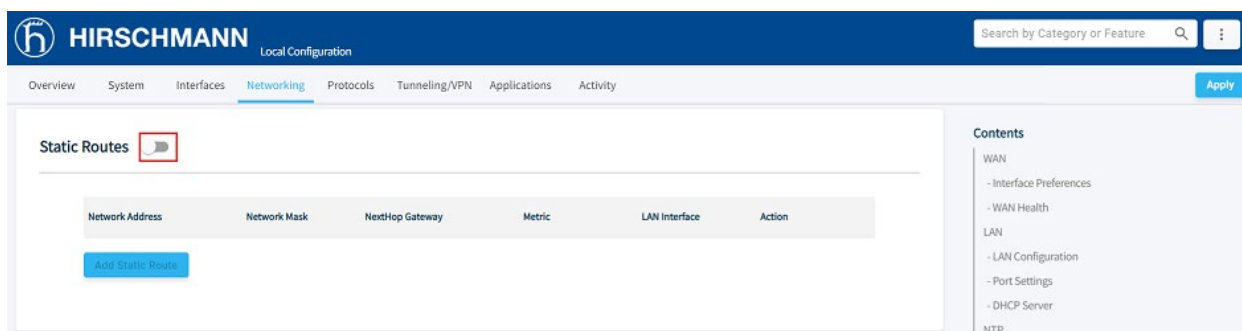 HIRSCHMANN
Local Configuration
Search by Category or Feature
Overview System Interfaces Networking Protocols Tunneling/VPN Applications Activity
Apply
Static Routes
Network Address Network Mask NextHop Gateway Metric LAN Interface Action
Add Static Route
Contents
WAN
- Interface Preferences
- WAN Health
LAN
- LAN Configuration
- Port Settings
- DHCP Server
NTP